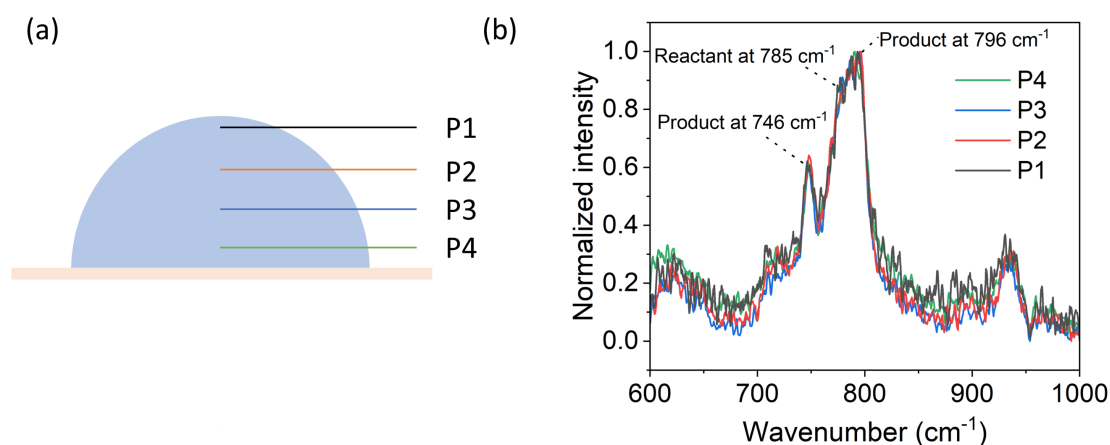 (a)
P1
P2
P3
P4
(b)
Normalized intensity
1.0
0.8
0.6
0.4
0.2
0.0
Product at 796 cm-1
Reactant at 785 cm-1
Product at 746 cm-1
P4
P3
P2
P1
600
700
800
900
1000
Wavenumber (cm-1)